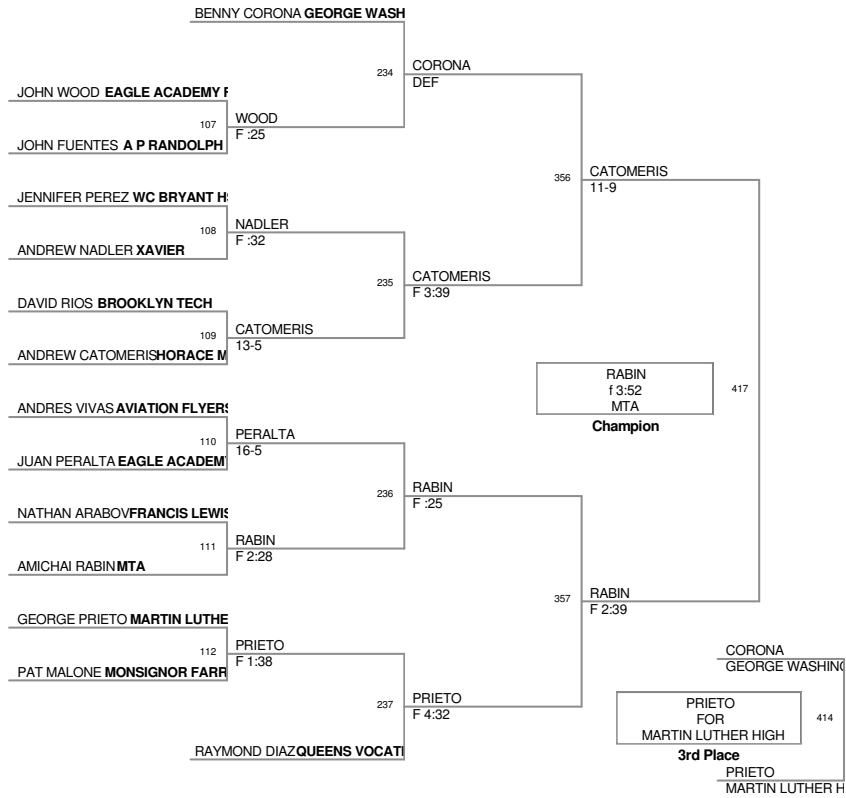 BENNY CORONA GEORGE WASH
234
CORONA
DEF
JOHN WOOD EAGLE ACADEMY F
107
WOOD
F :25
JOHN FUENTES A P RANDOLPH
356
CATOMERIS
11-9
JENNIFER PEREZ WC BRYANT HS
108
NADLER
F :32
ANDREW NADLER XAVIER
235
CATOMERIS
F 3:39
DAVID RIOS BROOKLYN TECH
109
CATOMERIS
13-5
ANDREW CATOMERIS HORACE M
RABIN
f 3:52
MTA
417
Champion
ANDRES VIVAS AVIATION FLYERS
110
PERALTA
16-5
JUAN PERALTA EAGLE ACADEMY
236
RABIN
F :25
NATHAN ARABOV FRANCIS LEWIS
111
RABIN
F 2:28
AMICHAI RABIN MTA
357
RABIN
F 2:39
GEORGE PRIETO MARTIN LUTHE
112
PRIETO
F 1:38
PAT MALONE MONSIGNOR FARR
CORONA
GEORGE WASHING
237
PRIETO
F 4:32
PRIETO
FOR
MARTIN LUTHER HIGH
414
3rd Place
RAYMOND DIAZ QUEENS VOCATI
PRIETO
MARTIN LUTHER H